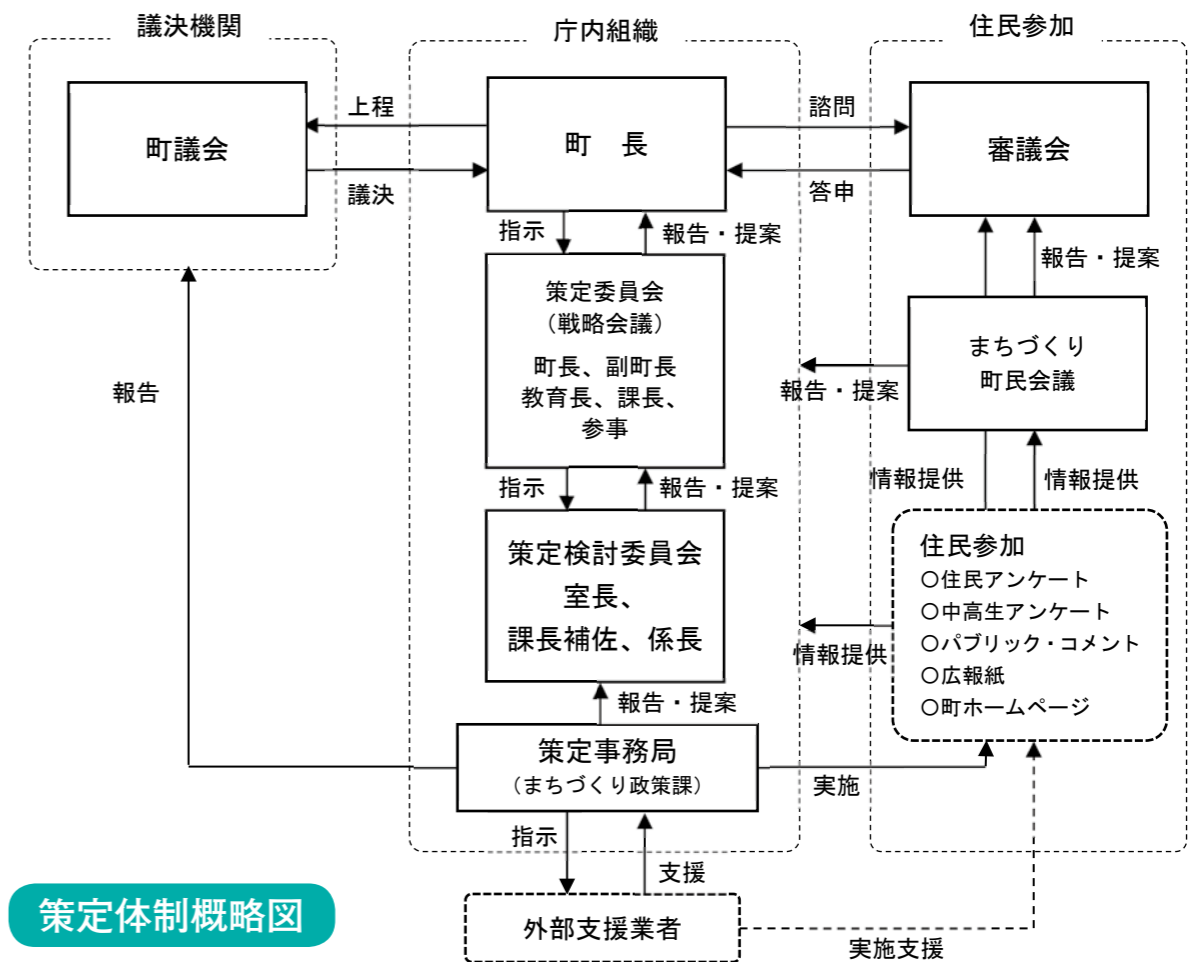 議決機関
庁内組織
住民参加
町議会
上程
議決
町　長
諮問
答申
審議会
指示
報告・提案
報告・提案
策定委員会
（戦略会議）
町長、副町長
教育長、課長、
参事
まちづくり
町民会議
報告・提案
報告
指示
報告・提案
情報提供
情報提供
策定検討委員会
室長、
課長補佐、係長
住民参加
○住民アンケート
○中高生アンケート
○パブリック・コメント
○広報紙
○町ホームページ
情報提供
報告・提案
策定事務局
（まちづくり政策課）
実施
指示
支援
外部支援業者
実施支援
策定体制概略図